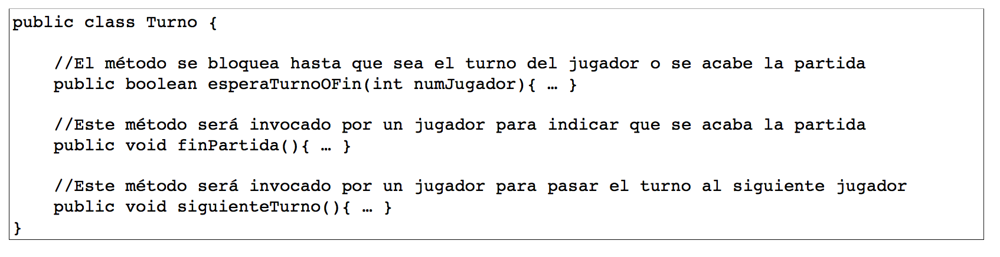 public class Turno {
//El método se bloquea hasta que sea el turno del jugador o se acabe la partida
public boolean esperaTurnoOFin(int numJugador){ … }
//Este método será invocado por un jugador para indicar que se acaba la partida
public void finPartida(){ … }
//Este método será invocado por un jugador para pasar el turno al siguiente jugador
public void siguienteTurno(){ … }
}